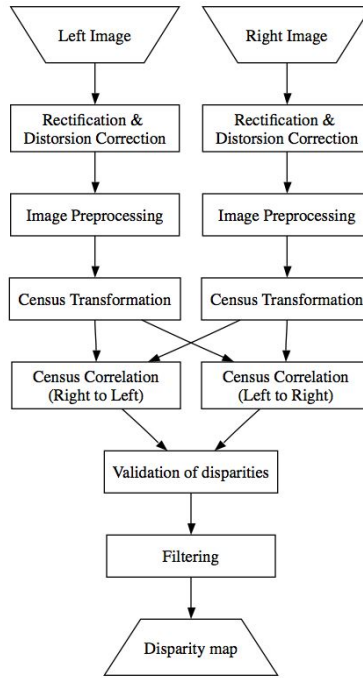 Left Image
Right Image
Rectification &
Distorsion Correction
Rectification &
Distorsion Correction
Image Preprocessing
Image Preprocessing
Census Transformation
Census Transformation
Census Correlation
(Right to Left)
Census Correlation
(Left to Right)
Validation of disparities
Filtering
Disparity map